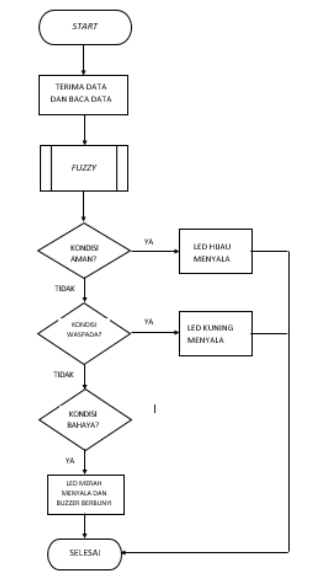 START
TERIMA DATA
DAN BACA DATA
FUZZY
KONDISI
AMAN?
YA
LED HIJAU
MENYALA
TIDAK
KONDISI
WASPADA?
YA
LED KUNING
MENYALA
TIDAK
KONDISI
BAHAYA?
YA
LED MERAH
MENYALA DAN
BUZZER BERBUNYI
SELESAI